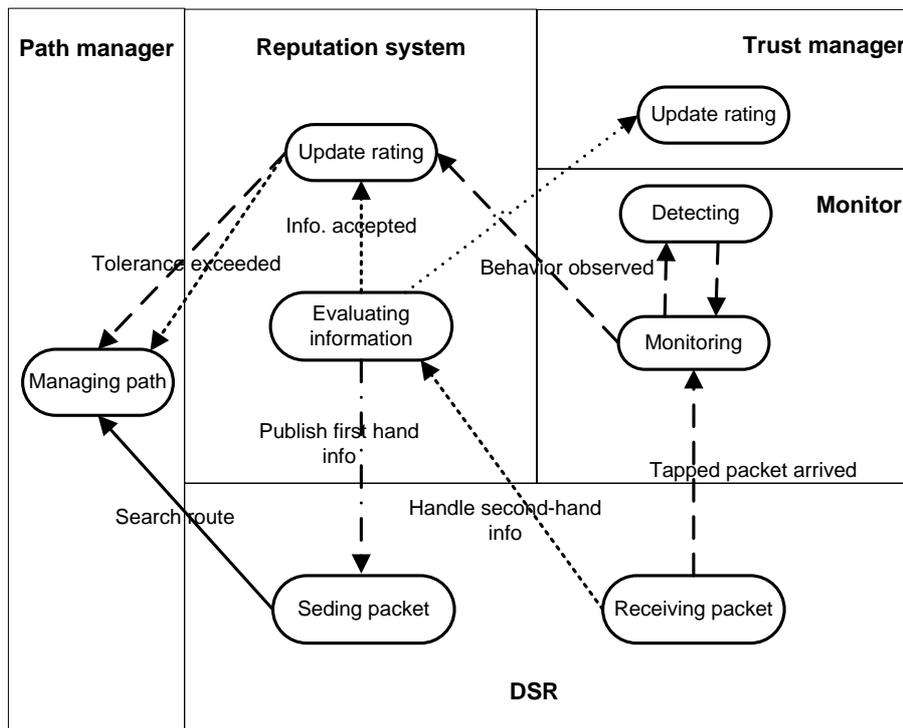 Path manager
Reputation system
Trust manager
Update rating
Update rating
Detecting
Monitor
Info. accepted
Tolerance exceeded
Behavior observed
Evaluating
information
Monitoring
Managing path
Publish first hand
info
Tapped packet arrived
Search route
Handle second-hand
info
Seding packet
Receiving packet
DSR